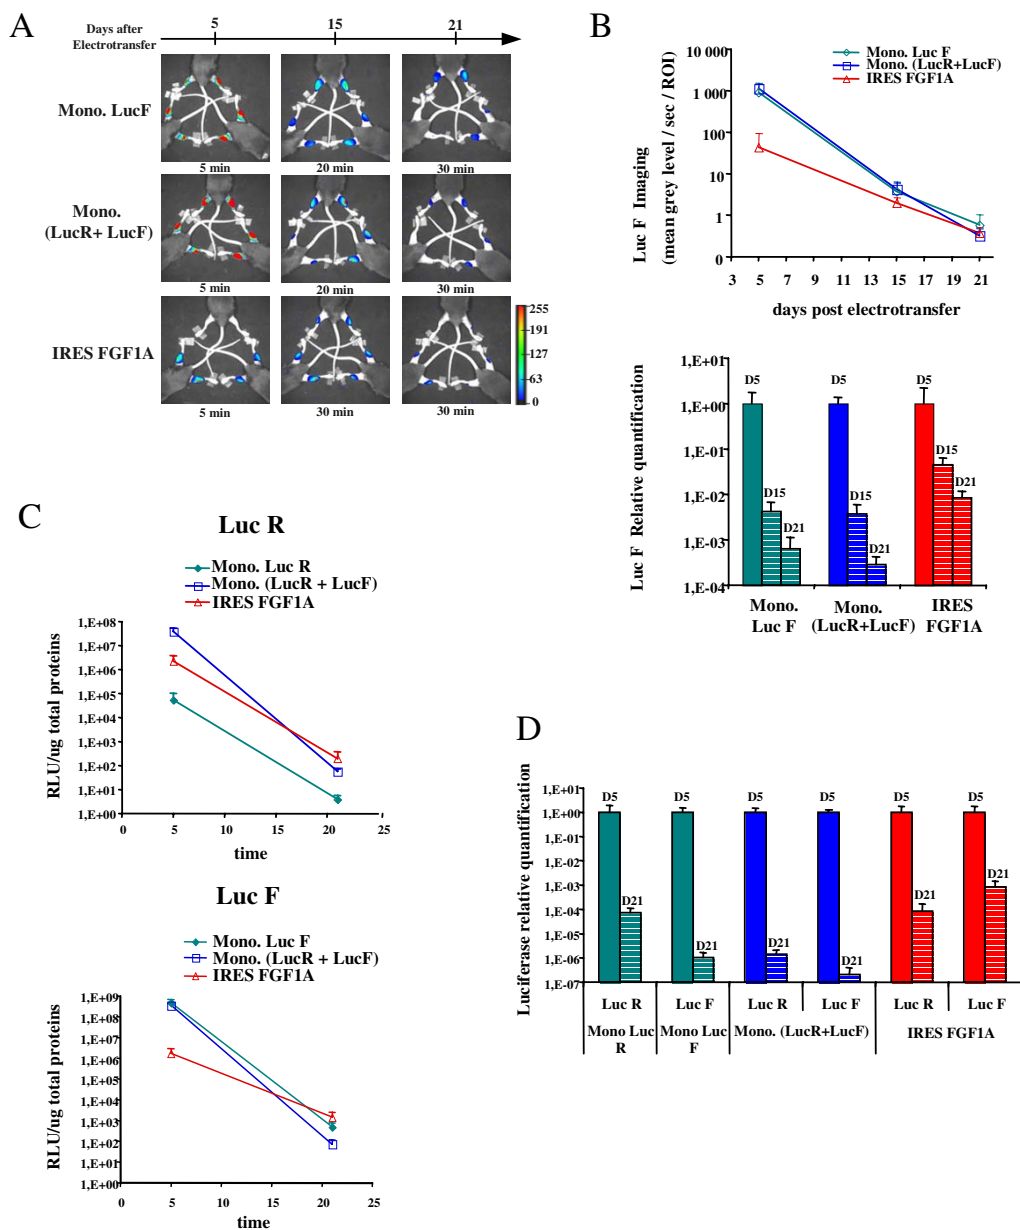 A
Days after
Electrotransfer
5
15
21
Mono. LucF
5 min
20 min
30 min
Mono.
(LucR+ LucF)
5 min
20 min
30 min
IRES FGF1A
5 min
30 min
30 min
255
191
127
63
0
B
Mono. Luc F
Mono. (LucR+LucF)
IRES FGF1A
Luc F Imaging
(mean grey level / sec / ROI)
10 000
1 000
100
10
1
0
3 5 7 9 11 13 15 17 19 21
days post electrotransfer
Luc F Relative quantification
1,E+00
1,E-01
1,E-02
1,E-03
1,E-04
D5
D15
D21
D5
D15
D21
D5
D15
D21
Mono.
Luc F
Mono.
(LucR+LucF)
IRES
FGF1A
C
Luc R
Mono. Luc R
Mono. (LucR + LucF)
IRES FGF1A
RLU/ug total proteins
1,E+08
1,E+07
1,E+06
1,E+05
1,E+04
1,E+03
1,E+02
1,E+01
1,E+00
0 5 10 15 20 25
time
Luc F
Mono. Luc F
Mono. (LucR + LucF)
IRES FGF1A
RLU/ug total proteins
1,E+09
1,E+08
1,E+07
1,E+06
1,E+05
1,E+04
1,E+03
1,E+02
1,E+01
1,E+00
0 5 10 15 20 25
time
D
Luciferase relative quantification
1,E+01
1,E+00
1,E-01
1,E-02
1,E-03
1,E-04
1,E-05
1,E-06
1,E-07
D5
D21
D5
D21
D5
D21
D5
D21
D5
D21
D5
D21
Luc R
Luc F
Luc R
Luc F
Luc R
Luc F
Mono Luc
R
Mono Luc
F
Mono. (LucR+LucF)
IRES FGF1A